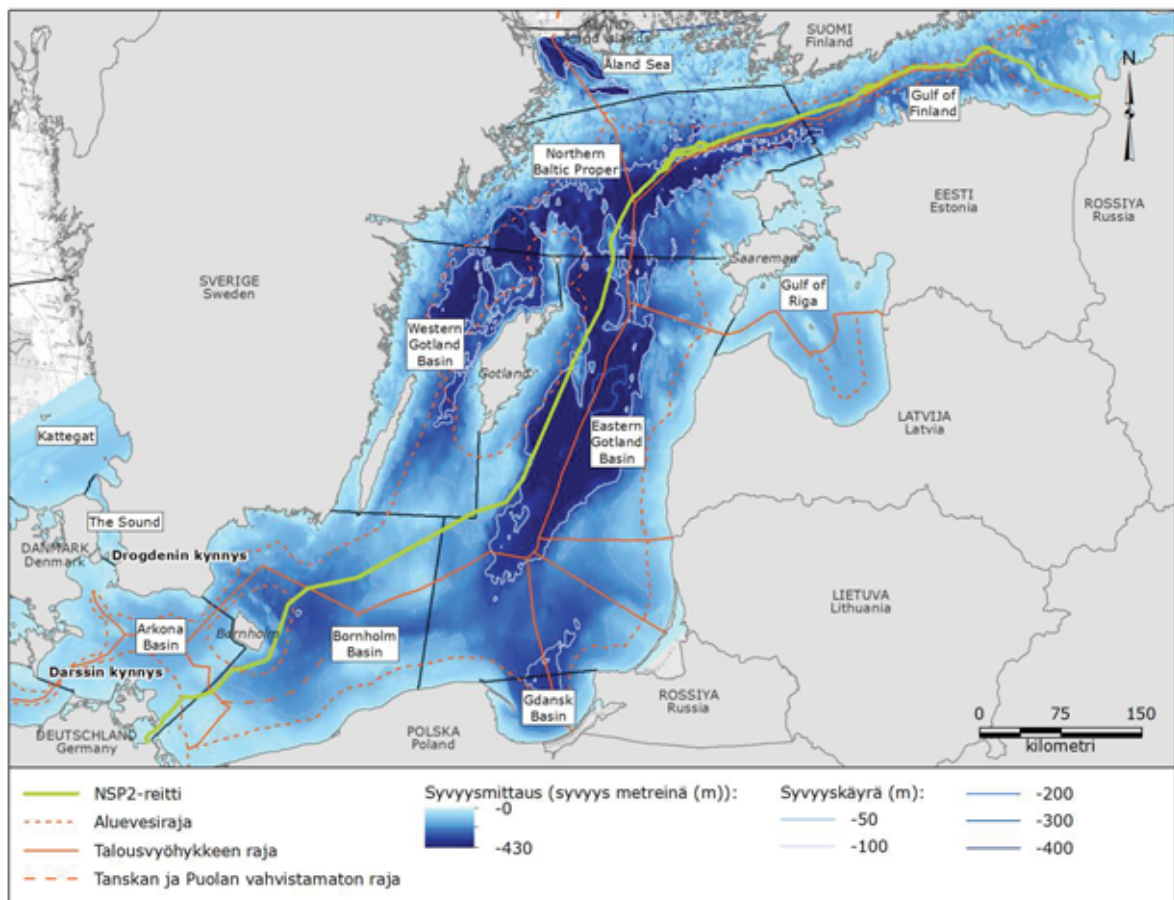 ÅLAND
Åland Islands
SUOMI
Finland
Åland Sea
N
Gulf of
Finland
Northern
Baltic Proper
EESTI
Estonia
ROSSIYA
Russia
SVERIGE
Sweden
Saaremaa
Gulf of
Riga
Western
Gotland
Basin
Gotland
LATVIJA
Latvia
Kattegat
Eastern
Gotland
Basin
The Sound
DANMARK
Denmark
Drogdenin kynnys
LIETUVA
Lithuania
Arkona
Basin
Bornholm
Bornholm
Basin
Darssin kynnys
Gdansk
Basin
ROSSIYA
Russia
DEUTSCHLAND
Germany
POLSKA
Poland
0 75 150
kilometri
NSP2-reitti
Aluevesiraja
Talousvyöhykkeen raja
Tanskan ja Puolan vahvistamaton raja
Syvyysmittaus (syvyys metreinä (m)):
-0
-430
Syvyyskäyrä (m):
-50
-100
-200
-300
-400